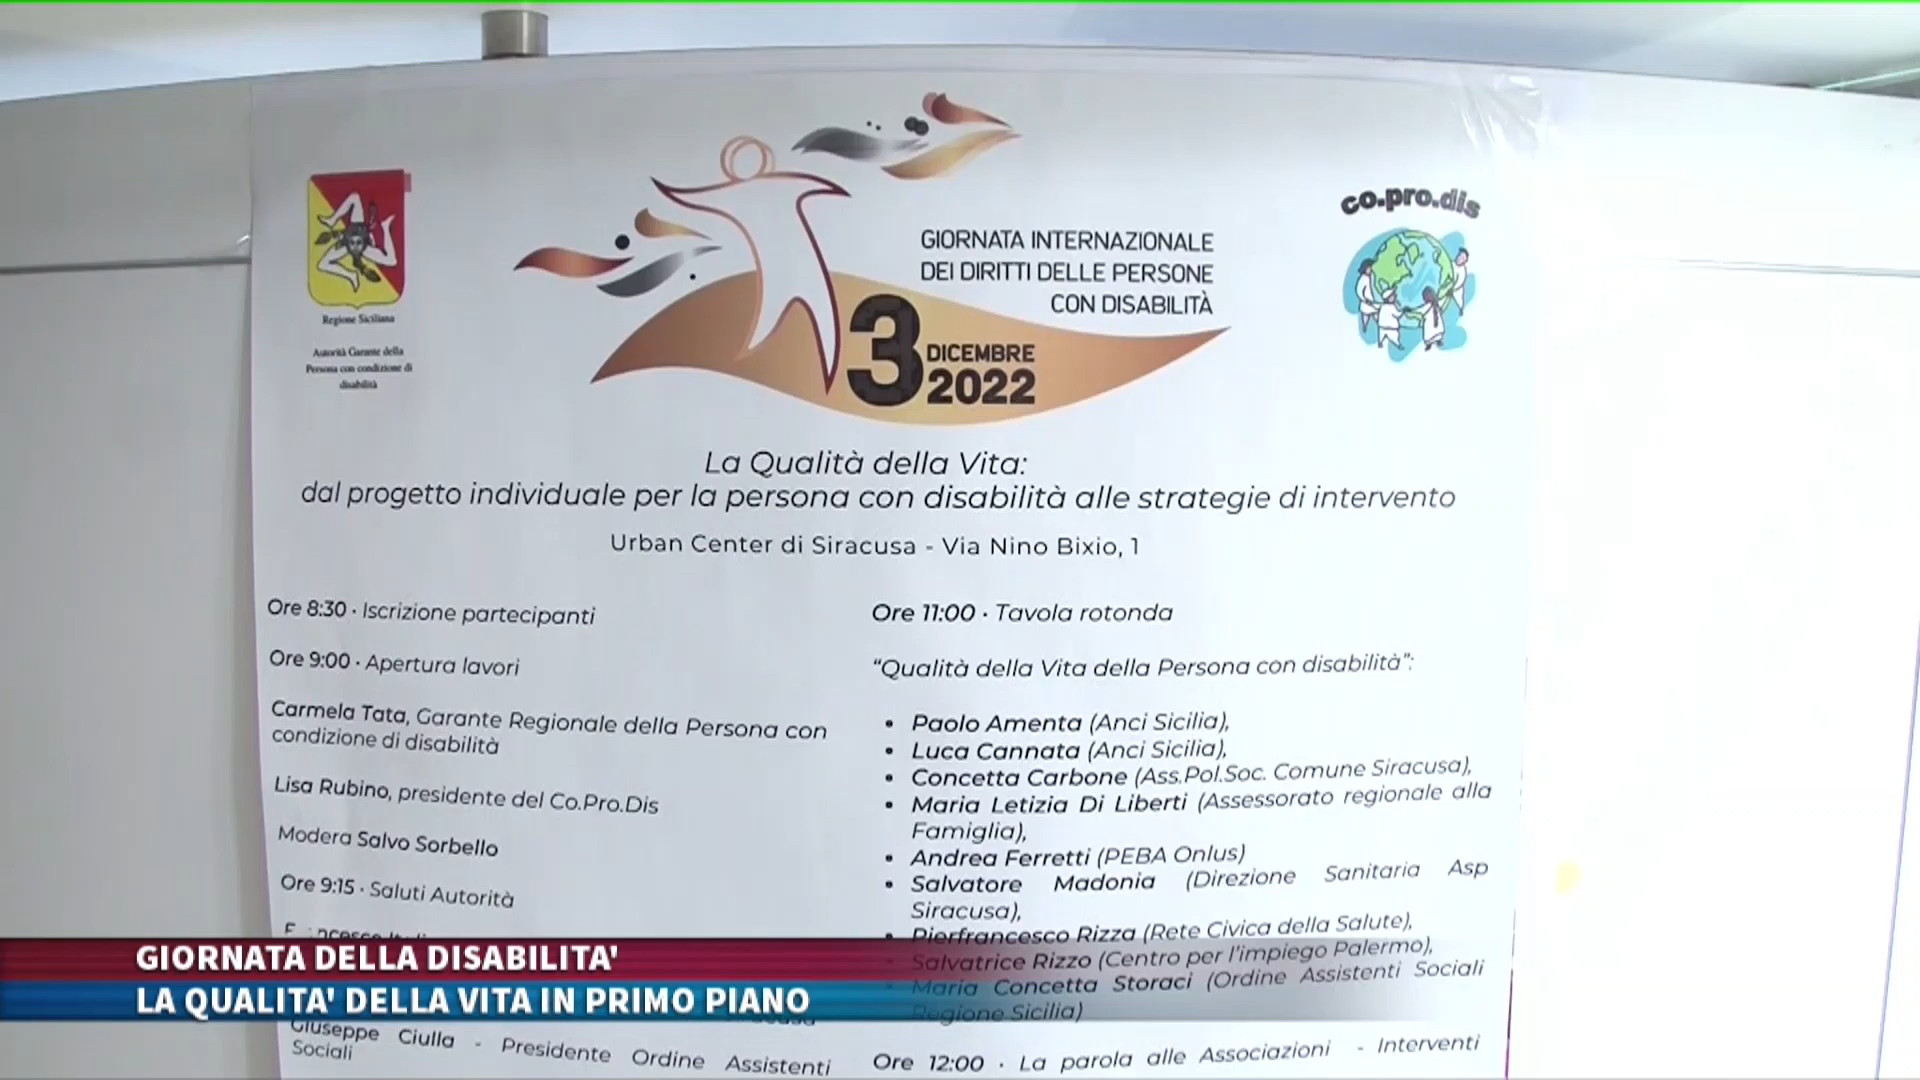 co.pro.dis
Regione Siciliana
Autorità Garante della
Persona con condizione di
disabilità
GIORNATA INTERNAZIONALE
DEI DIRITTI DELLE PERSONE
CON DISABILITÀ
3 DICEMBRE
2022
La Qualità della Vita:
dal progetto individuale per la persona con disabilità alle strategie di intervento
Urban Center di Siracusa - Via Nino Bixio, 1
Ore 8:30 · Iscrizione partecipanti
Ore 9:00 · Apertura lavori
Carmela Tata, Garante Regionale della Persona con
condizione di disabilità
Lisa Rubino, presidente del Co.Pro.Dis
Modera Salvo Sorbello
Ore 9:15 · Saluti Autorità
Giuseppe Ciulla - Presidente Ordine Assistenti
Sociali
Ore 11:00 · Tavola rotonda
“Qualità della Vita della Persona con disabilità”:
• Paolo Amenta (Anci Sicilia),
• Luca Cannata (Anci Sicilia),
• Concetta Carbone (Ass.Pol.Soc. Comune Siracusa),
• Maria Letizia Di Liberti (Assessorato regionale alla
Famiglia),
• Andrea Ferretti (PEBA Onlus)
• Salvatore Madonia (Direzione Sanitaria Asp
Siracusa),
• Pierfrancesco Rizza (Rete Civica della Salute),
• Salvatrice Rizzo (Centro per l'impiego Palermo),
• Maria Concetta Storaci (Ordine Assistenti Sociali
Regione Sicilia)
Ore 12:00 · La parola alle Associazioni - Interventi
GIORNATA DELLA DISABILITA'
LA QUALITA' DELLA VITA IN PRIMO PIANO